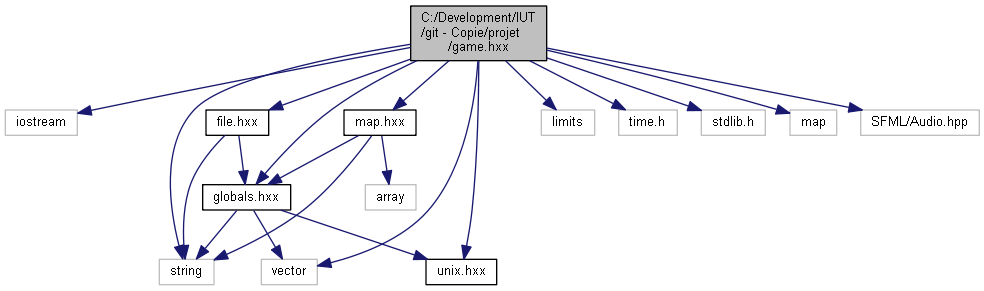 C:/Development/IUT
/git - Copie/projet
/game.hxx
iostream
file.hxx
map.hxx
limits
time.h
stdlib.h
map
SFML/Audio.hpp
globals.hxx
array
string
vector
unix.hxx